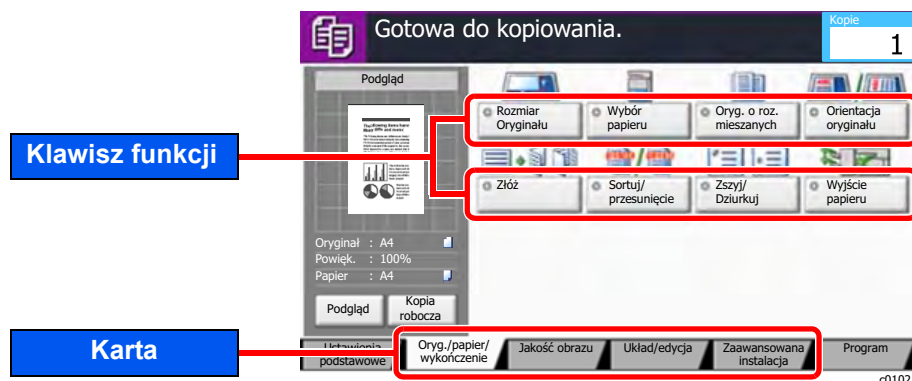 Gotowa do kopiowania.
Kopie
1
Podgląd
Klawisz funkcji
Rozmiar
Oryginału
Wybór
papieru
Oryg. o roz.
mieszanych
Orientacja
oryginału
Złóż
Sortuj/
przesunięcie
Zszyj/
Dziurkuj
Wyjście
papieru
Oryginał : A4
Powięk. : 100%
Papier : A4
Podgląd
Kopia
robocza
Karta
Ustawienia
podstawowe
Oryg./papier/
wykończenie
Jakość obrazu
Układ/edycja
Zaawansowana
instalacja
Program
c0102